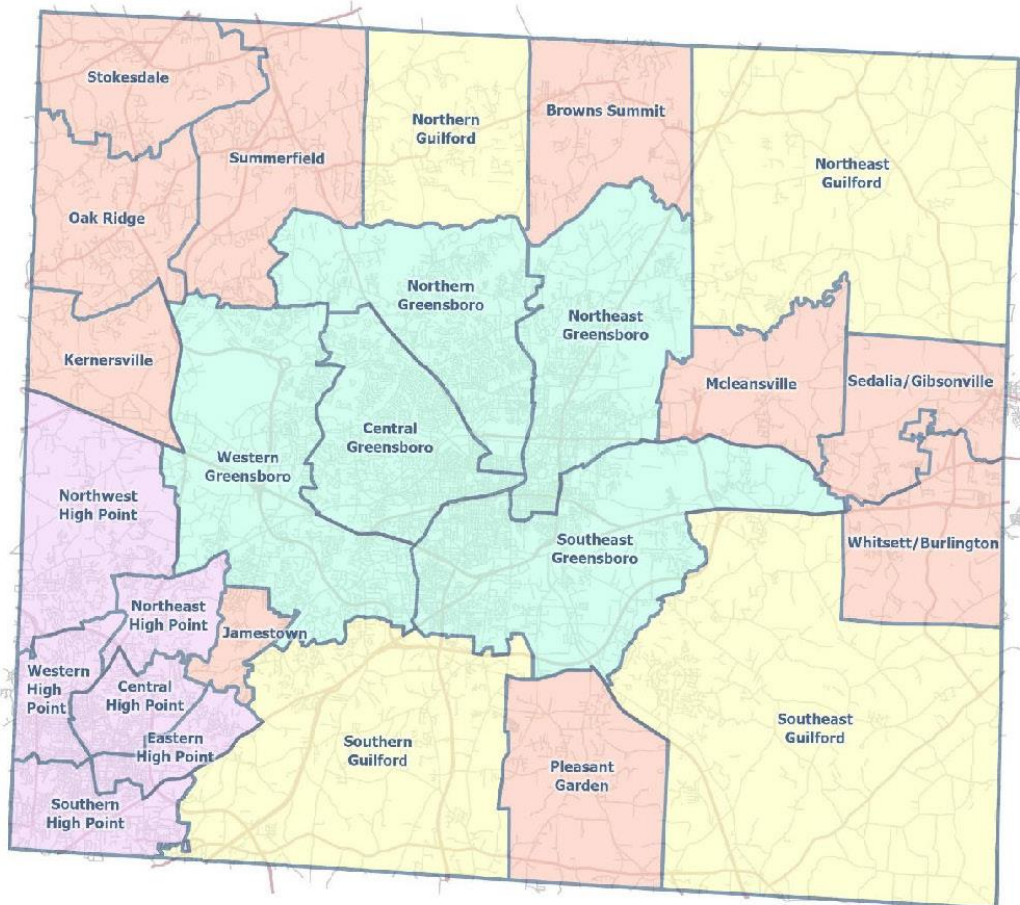 Stokesdale
Northern
Guilford
Browns Summit
Summerfield
Northeast
Guilford
Oak Ridge
Northern
Greensboro
Northeast
Greensboro
Kernersville
Mcleansville
Sedalia/Gibsonville
Central
Greensboro
Western
Greensboro
Northwest
High Point
Southeast
Greensboro
Whitsett/Burlington
Northeast
High Point
Jamestown
Western
High
Point
Central
High Point
Eastern
High Point
Southern
Guilford
Southeast
Guilford
Pleasant
Garden
Southern
High Point